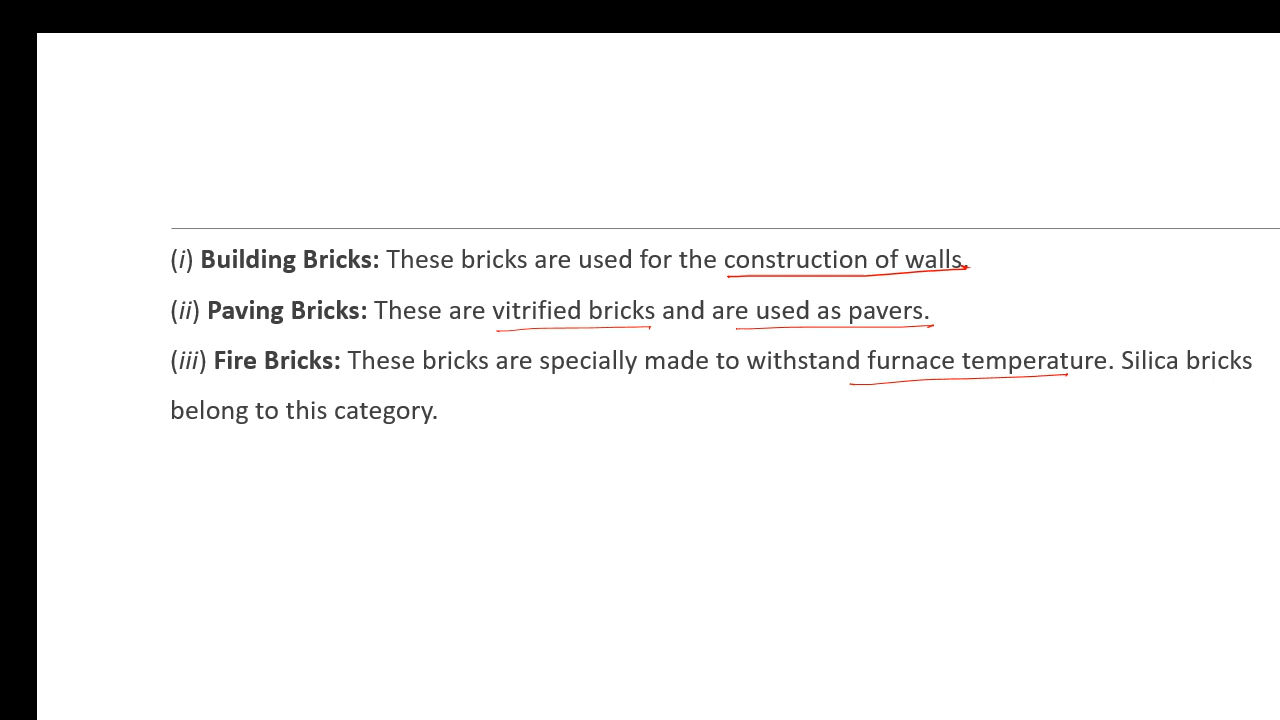 (i) Building Bricks: These bricks are used for the construction of walls.
(ii) Paving Bricks: These are vitrified bricks and are used as pavers.
(iii) Fire Bricks: These bricks are specially made to withstand furnace temperature. Silica bricks
belong to this category.